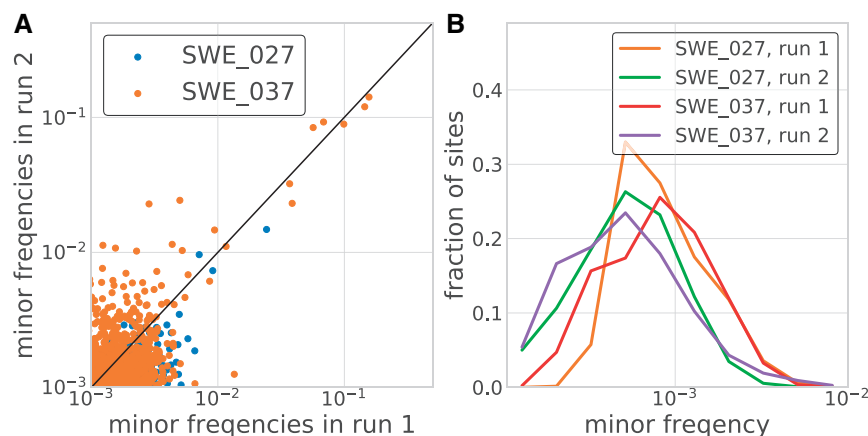 A
SWE_027
SWE_037
minor freqencies in run 2
10⁻¹
10⁻²
10⁻³
10⁻³
10⁻²
10⁻¹
minor freqencies in run 1
B
SWE_027, run 1
SWE_027, run 2
SWE_037, run 1
SWE_037, run 2
fraction of sites
0.4
0.3
0.2
0.1
0.0
10⁻³
10⁻²
minor freqency